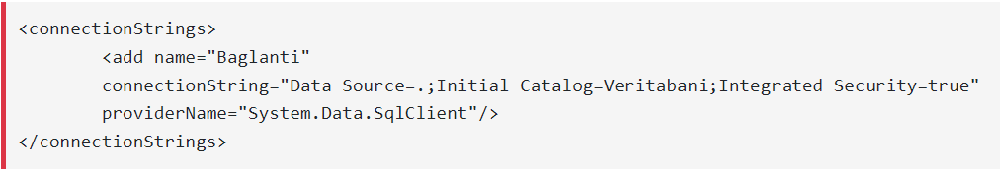 <connectionStrings>
<add name="Baglanti"
connectionString="Data Source=.;Initial Catalog=Veritabani;Integrated Security=true"
providerName="System.Data.SqlClient"/>
</connectionStrings>